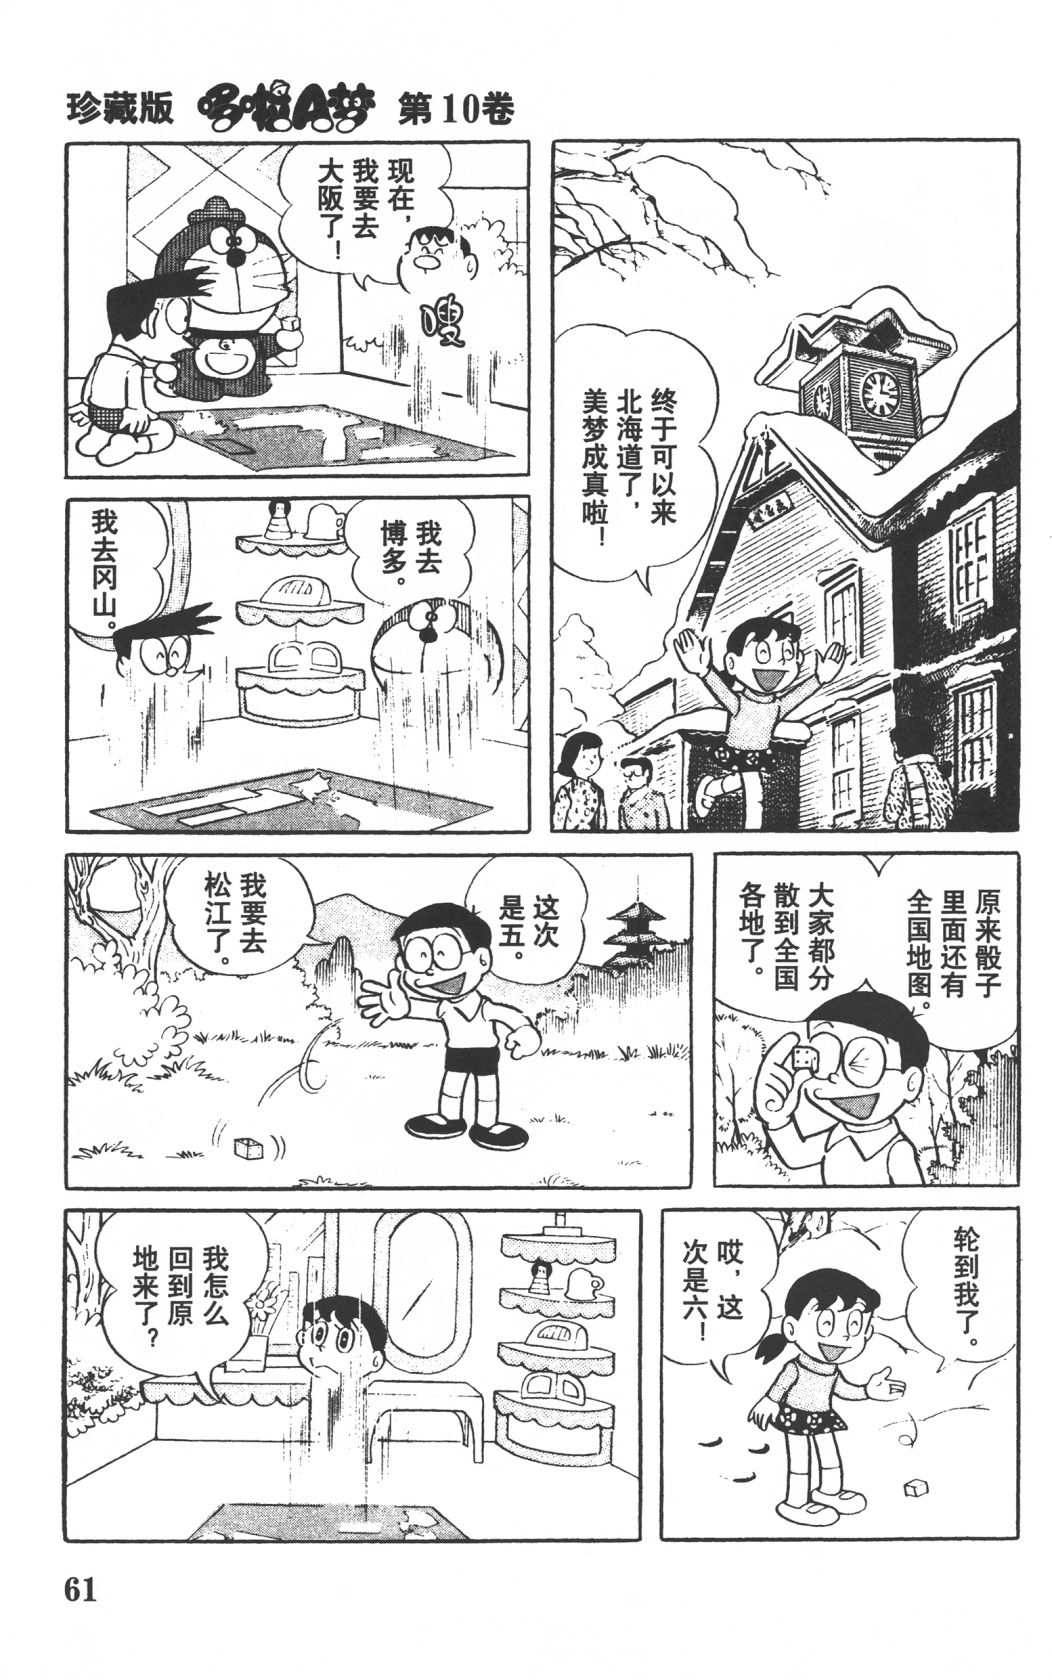 珍藏版 哆啦A梦 第10卷
终于可以来
北海道了，
美梦成真啦！
现在，
我要去
大阪了！
嗖
我去
博多。
我去冈山。
原来骰子
里面还有
全国地图。
大家都分
散到全国
各地了。
这次
是五。
我要去
松江了。
轮到我了。
哎，这
次是六！
我怎么
回到原
地来了？
61